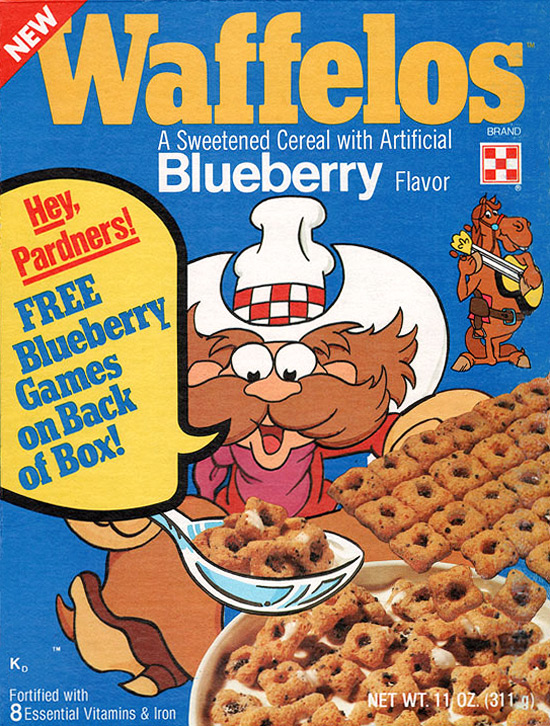 NEW
Waffelos
™
BRAND
A Sweetened Cereal with Artificial
Blueberry Flavor
®
Hey,
Pardners!
FREE
Blueberry
Games
on Back
of Box!
™
K D
Fortified with
8 Essential Vitamins & Iron
NET WT. 11 OZ. (311 g)